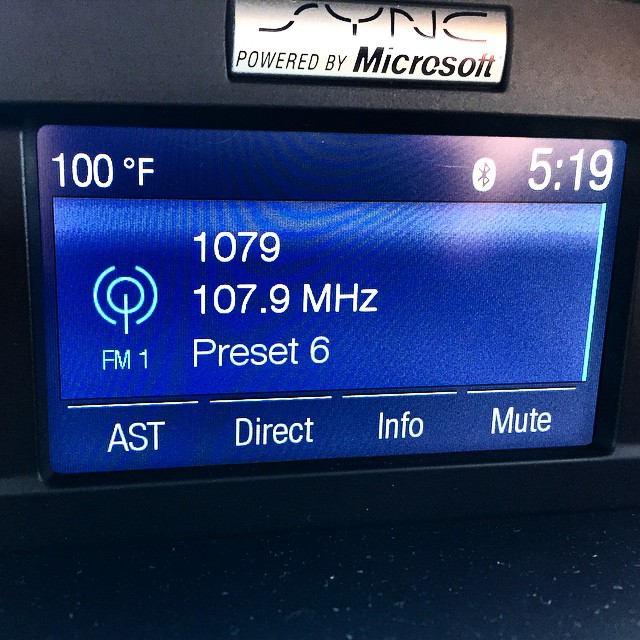 SYNC
POWERED BY Microsoft
100 °F 5:19
1079
107.9 MHz
FM 1 Preset 6
AST Direct Info Mute